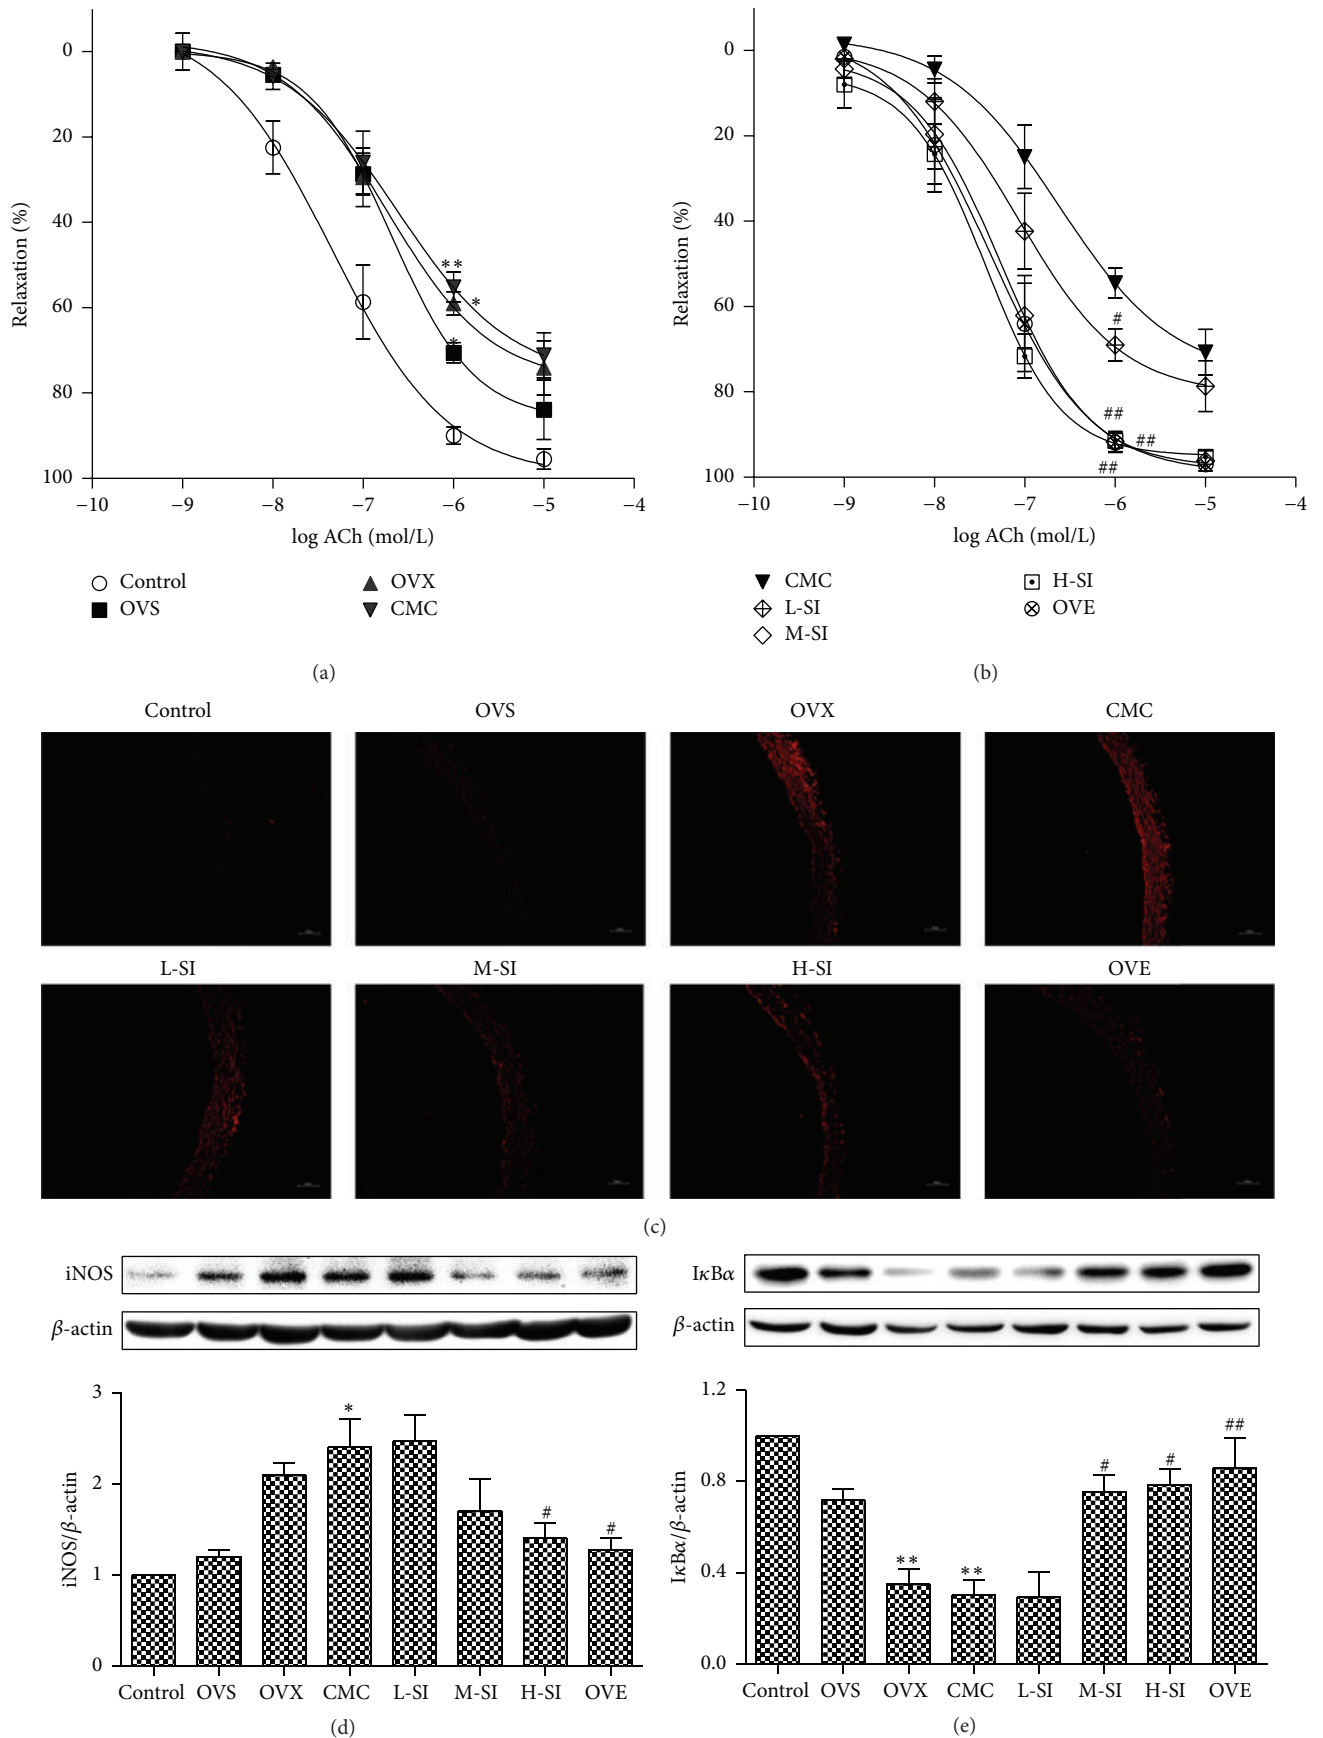 0
20
40
60
80
100
Relaxation (%)
** 
*
*
−10 −9 −8 −7 −6 −5 −4
log ACh (mol/L)
Control OVX
OVS CMC
(a)
0
20
40
60
80
100
Relaxation (%)
#
##
##
##
−10 −9 −8 −7 −6 −5 −4
log ACh (mol/L)
CMC H-SI
L-SI OVE
M-SI
(b)
Control OVS OVX CMC
L-SI M-SI H-SI OVE
(c)
iNOS
β-actin
3
2
1
0
iNOS/β-actin
*
#
#
Control OVS OVX CMC L-SI M-SI H-SI OVE
(d)
IκBα
β-actin
1.2
0.8
0.4
0.0
IκBα/β-actin
**
**
#
#
##
Control OVS OVX CMC L-SI M-SI H-SI OVE
(e)